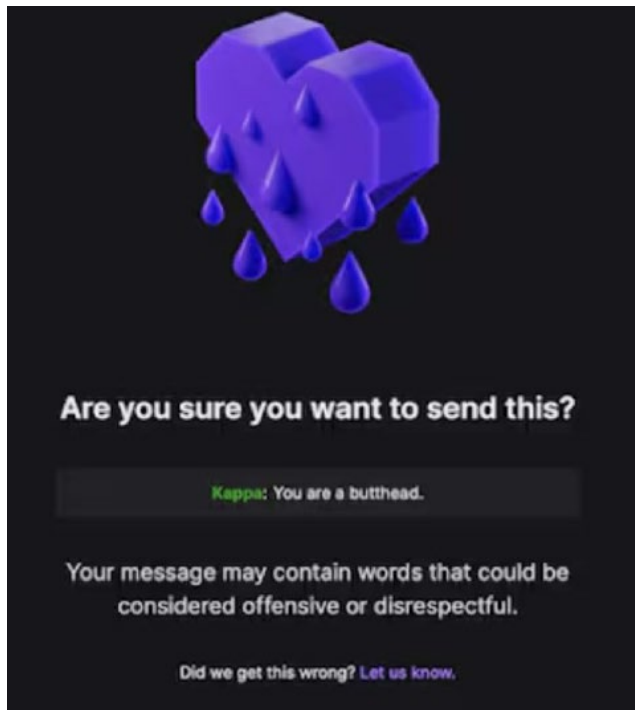 Are you sure you want to send this?
Kappa: You are a butthead.
Your message may contain words that could be
considered offensive or disrespectful.
Did we get this wrong? Let us know.